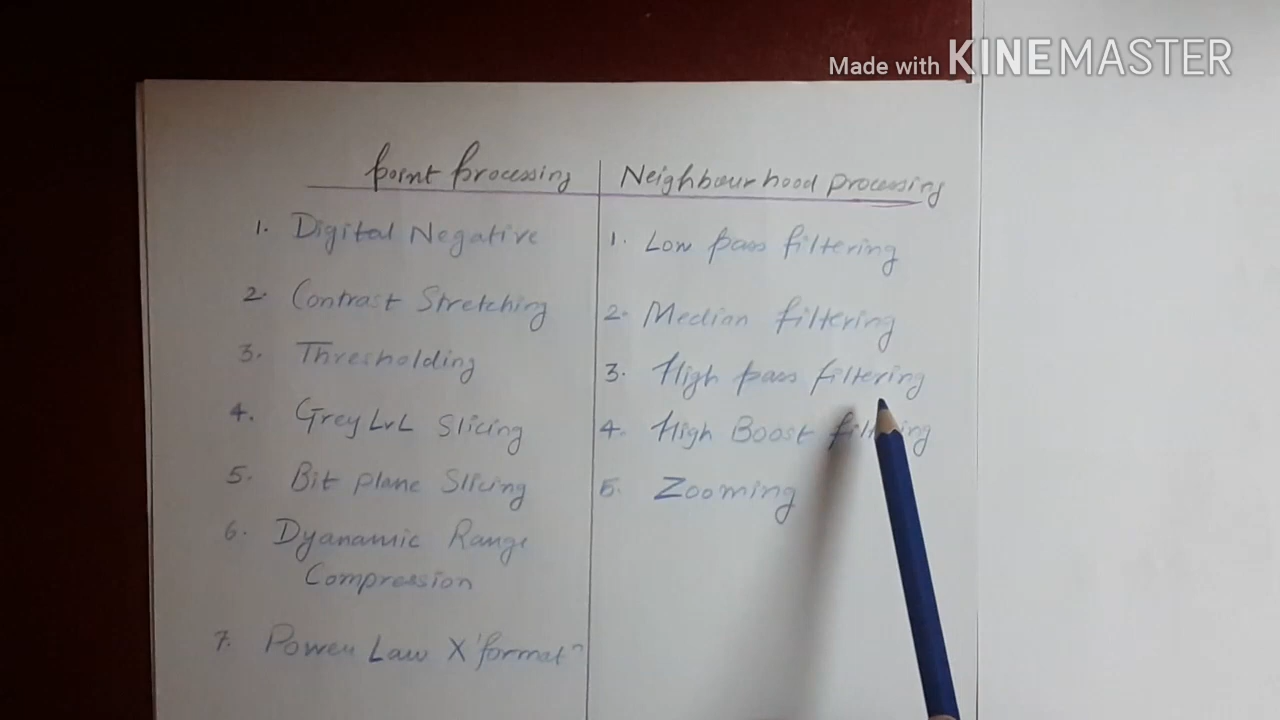 Made with KINEMASTER
Point Processing
1. Digital Negative
2. Contrast Stretching
3. Thresholding
4. Grey LvL Slicing
5. Bit plane Slicing
6. Dyanamic Range
Compression
7. Power Law X'format^n
Neighbourhood processing
1. Low pass filtering
2. Median filtering
3. High pass filtering
4. High Boost filtering
5. Zooming